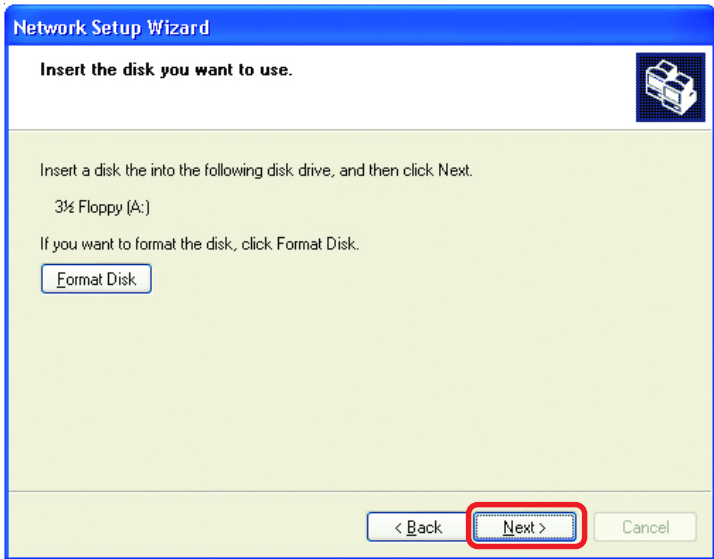 Network Setup Wizard
Insert the disk you want to use.
Insert a disk the into the following disk drive, and then click Next.
3½ Floppy (A:)
If you want to format the disk, click Format Disk.
Format Disk
< Back Next > Cancel